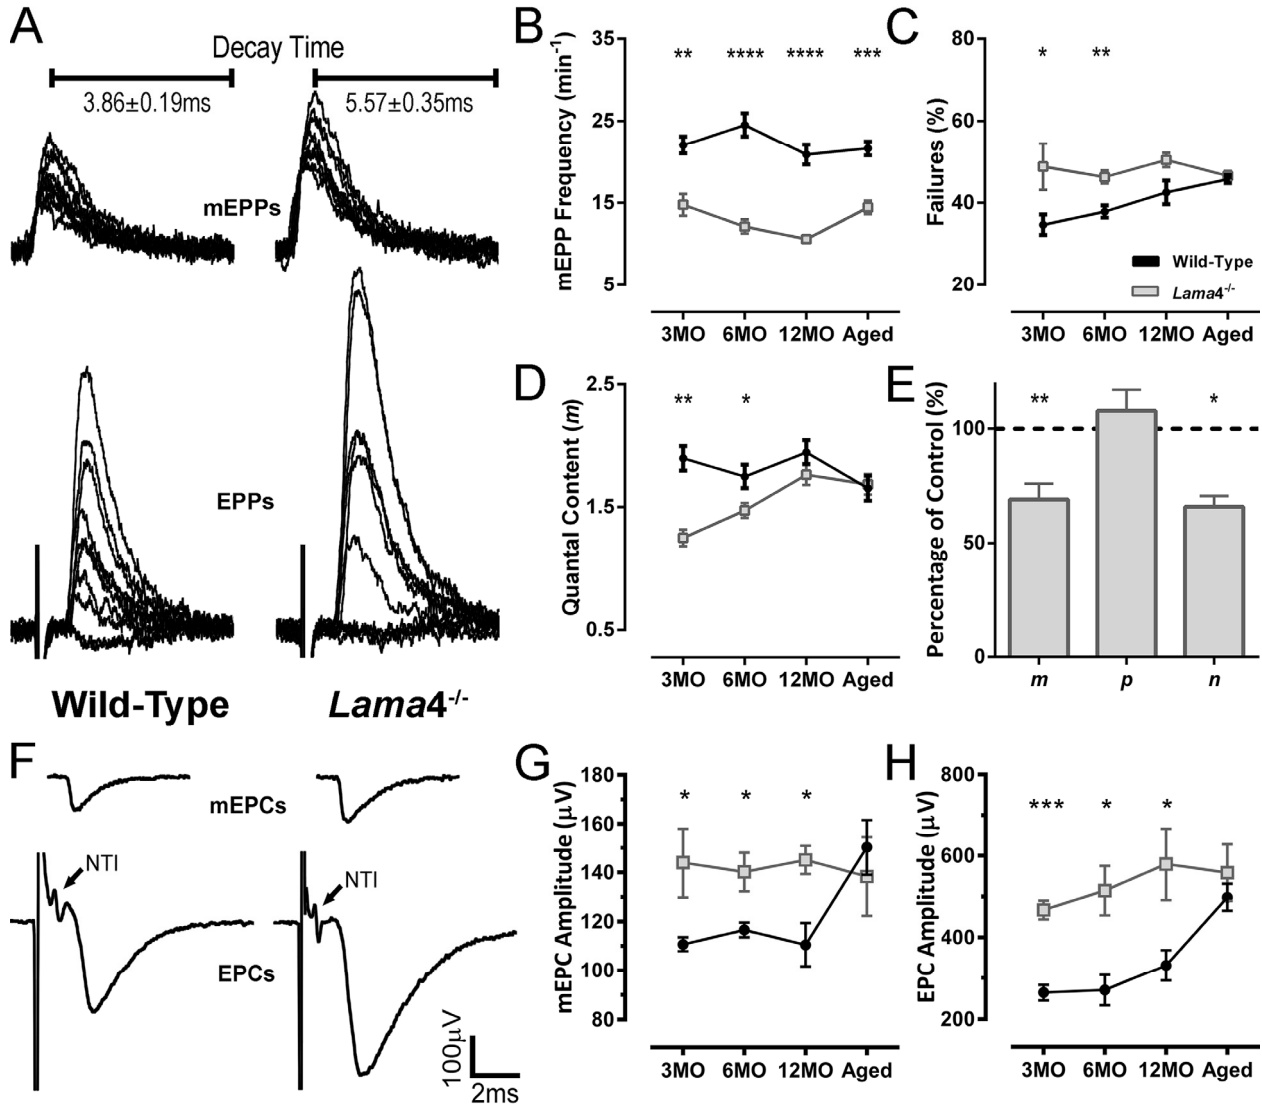 A
Decay Time
3.86±0.19ms
5.57±0.35ms
mEPPs
EPPs
Wild-Type
Lama4-/-
B
mEPP Frequency (min-1)
35
25
15
5
** **** **** ***
3MO 6MO 12MO Aged
C
Failures (%)
80
60
40
20
* **
Wild-Type
Lama4-/-
3MO 6MO 12MO Aged
D
Quantal Content (m)
2.5
1.5
0.5
** *
3MO 6MO 12MO Aged
E
Percentage of Control (%)
100
50
0
** *
m p n
F
mEPCs
NTI
NTI
EPCs
100μV
2ms
G
mEPC Amplitude (μV)
180
160
140
120
100
80
* * *
3MO 6MO 12MO Aged
H
EPC Amplitude (μV)
800
600
400
200
*** * *
3MO 6MO 12MO Aged